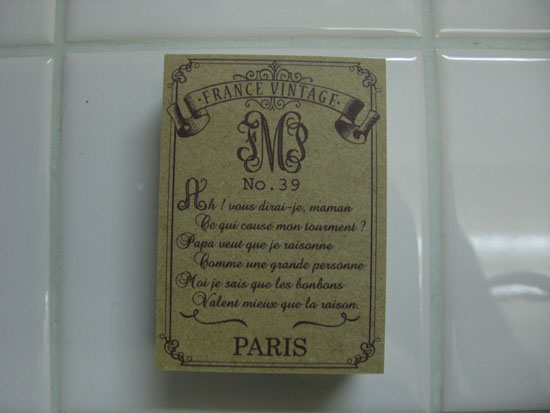 · FRANCE VINTAGE ·
FMP
No.39
Ah ! vous dirai-je, maman
Ce qui cause mon tourment ?
Papa veut que je raisonne
Comme une grande personne
Moi je sais que les bonbons
Valent mieux que la raison.
PARIS